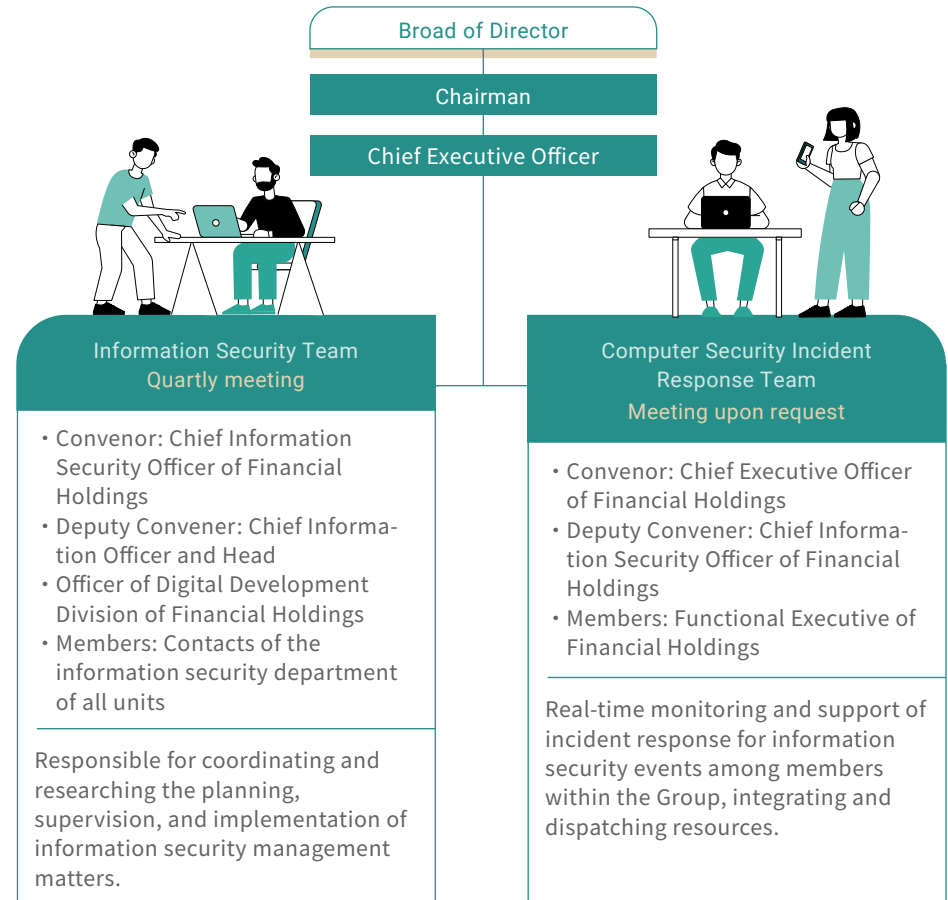 Broad of Director
Chairman
Chief Executive Officer
Information Security Team
Quartly meeting
・Convenor: Chief Information
Security Officer of Financial
Holdings
・Deputy Convener: Chief Informa-
tion Officer and Head
・Officer of Digital Development
Division of Financial Holdings
・Members: Contacts of the
information security department
of all units
Responsible for coordinating and
researching the planning,
supervision, and implementation of
information security management
matters.
Computer Security Incident
Response Team
Meeting upon request
・Convenor: Chief Executive Officer
of Financial Holdings
・Deputy Convener: Chief Informa-
tion Security Officer of Financial
Holdings
・Members: Functional Executive of
Financial Holdings
Real-time monitoring and support of
incident response for information
security events among members
within the Group, integrating and
dispatching resources.